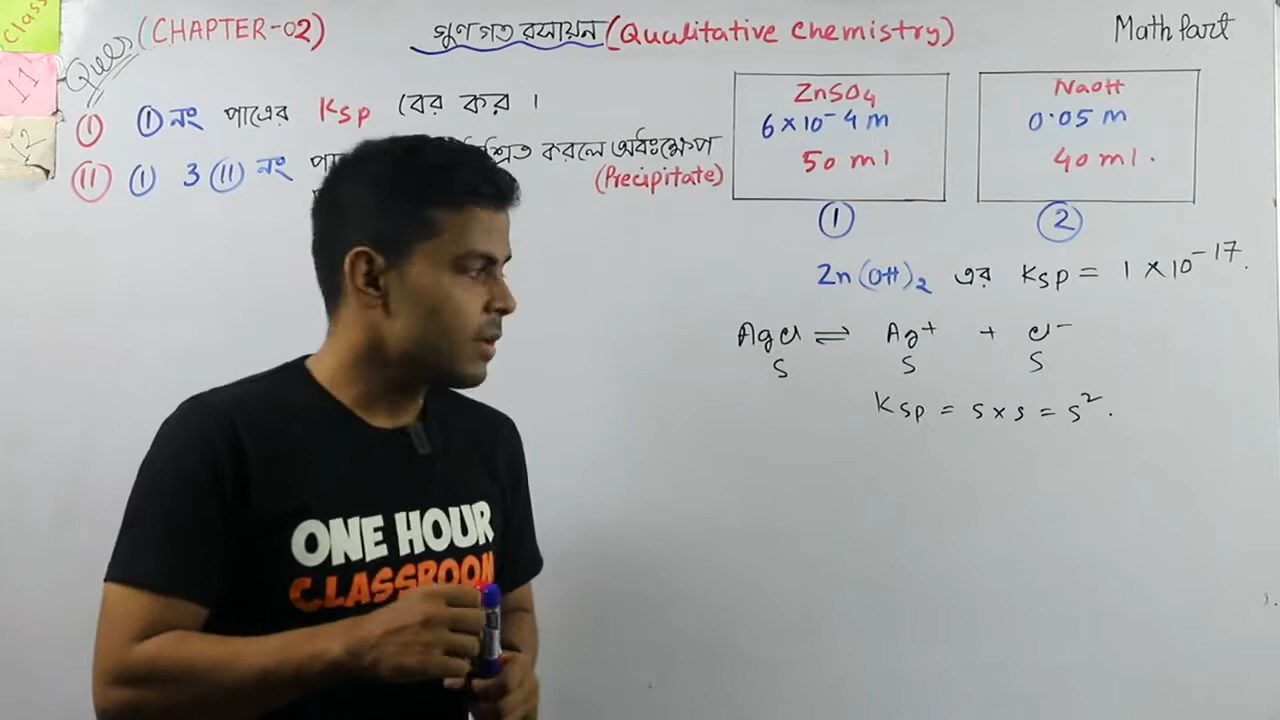 Class
11
12
Ques
(CHAPTER-02)
গুণগত রসায়ন (Qualitative Chemistry)
Math Part
(I) ① নং পাত্রের Ksp বের কর।
(II) (I) ও (II) নং করলে অধঃক্ষেপ
(Precipitate)
ZnSO4
6 × 10⁻⁴ M
50 ml
①
NaOH
0.05 M
40 ml.
②
Zn(OH)₂ এর Ksp = 1 × 10⁻¹⁷.
AgCl ⇌ Ag⁺ + Cl⁻
S S S
Ksp = S × S = S².
ONE HOUR
CLASSROOM